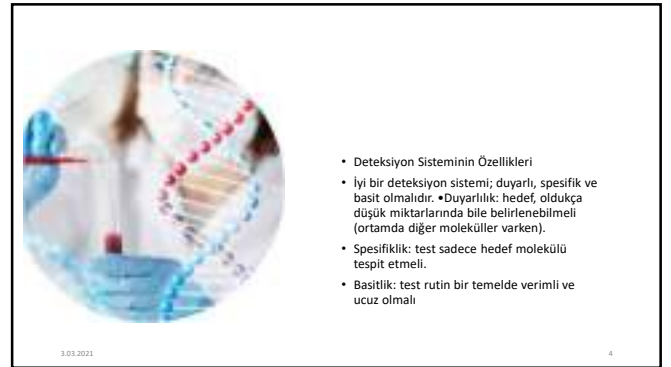 • Deteksiyon Sisteminin Özellikleri
• İyi bir deteksiyon sistemi; duyarlı, spesifik ve
basit olmalıdır. •Duyarlılık: hedef, oldukça
düşük miktarlarında bile belirlenebilmeli
(ortamda diğer moleküller varken).
• Spesifiklik: test sadece hedef molekülü
tespit etmeli.
• Basitlik: test rutin bir temelde verimli ve
ucuz olmalı
3.03.2021
4